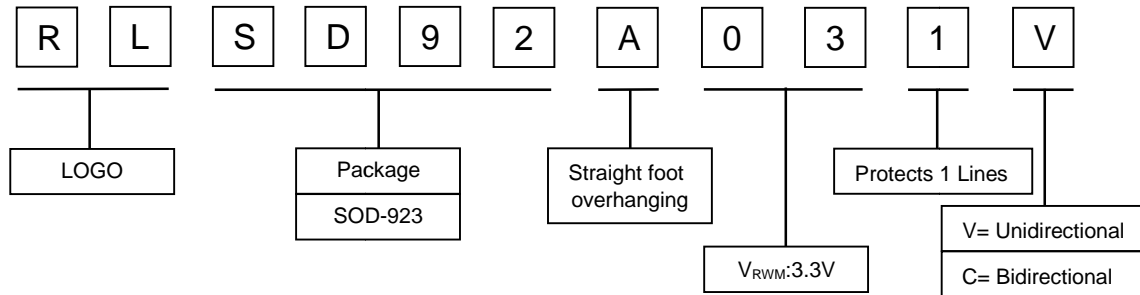 R L S D 9 2 A 0 3 1 V
LOGO
Package
SOD-923
Straight foot
overhanging
Protects 1 Lines
VRWM:3.3V
V= Unidirectional
C= Bidirectional